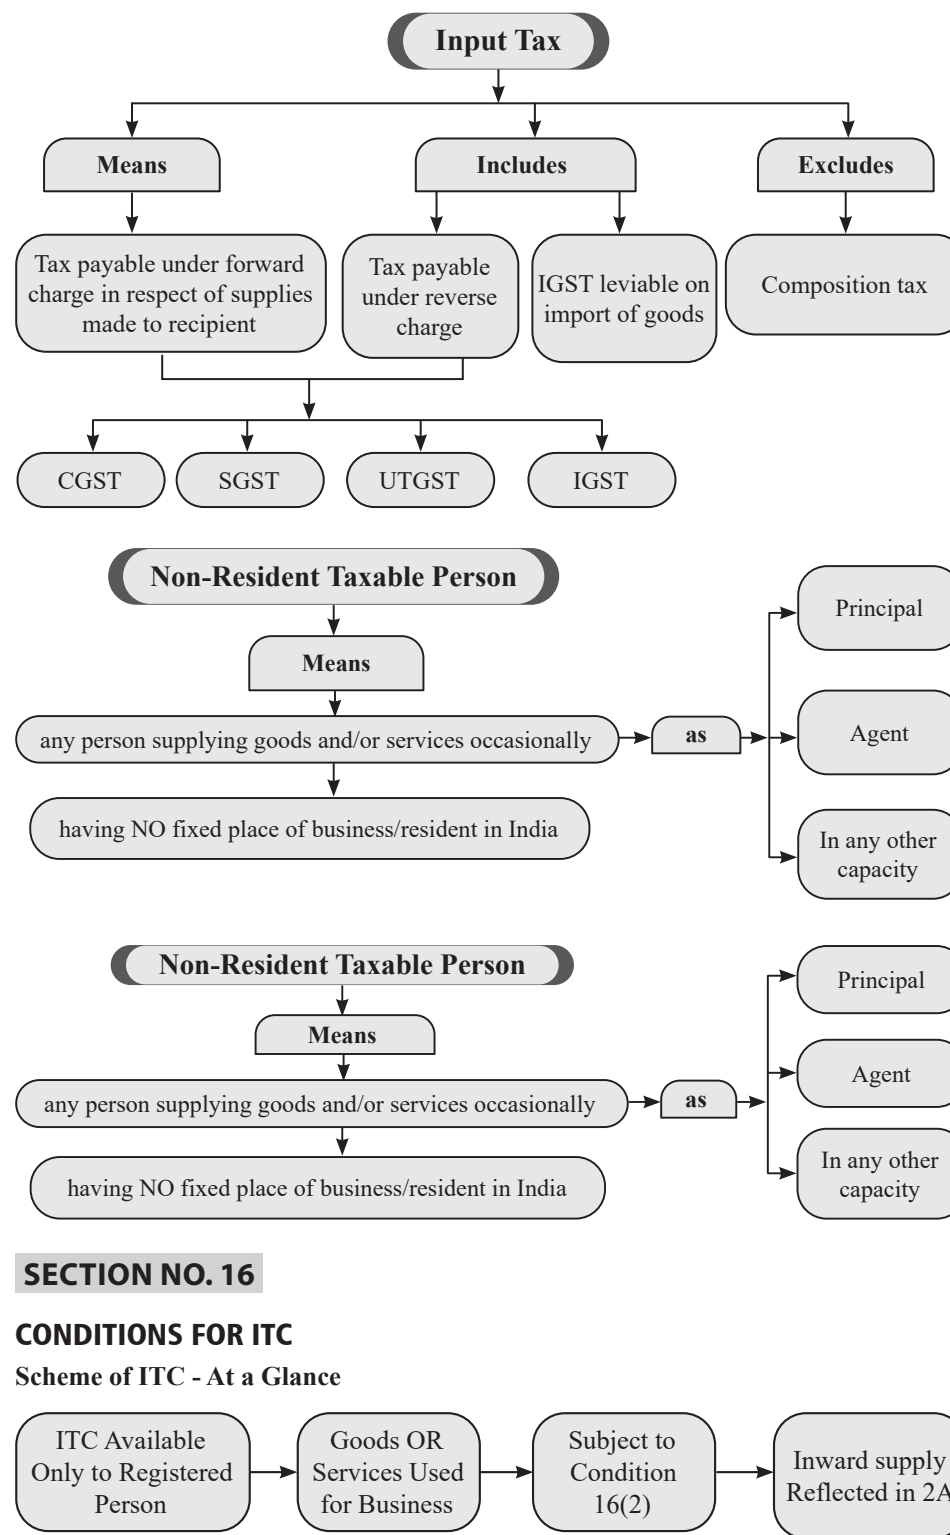 Input Tax
Means
Includes
Excludes
Tax payable under forward
charge in respect of supplies
made to recipient
Tax payable
under reverse
charge
IGST leviable on
import of goods
Composition tax
CGST
SGST
UTGST
IGST
Non-Resident Taxable Person
Means
any person supplying goods and/or services occasionally
as
Principal
Agent
In any other
capacity
having NO fixed place of business/resident in India
Non-Resident Taxable Person
Means
any person supplying goods and/or services occasionally
as
Principal
Agent
In any other
capacity
having NO fixed place of business/resident in India
SECTION NO. 16
CONDITIONS FOR ITC
Scheme of ITC - At a Glance
ITC Available
Only to Registered
Person
Goods OR
Services Used
for Business
Subject to
Condition
16(2)
Inward supply
Reflected in 2A